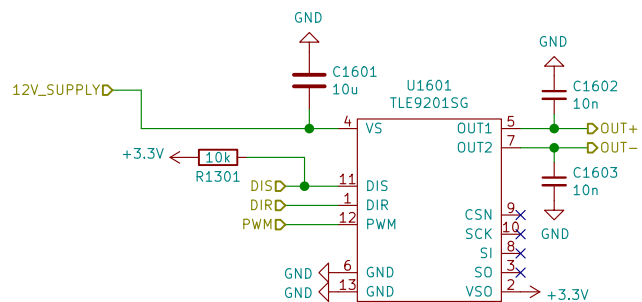 GND
GND
C1601
10u
U1601
TLE9201SG
C1602
10n
12V_SUPPLY
4 VS OUT1 5 OUT+
OUT2 7 OUT-
+3.3V 10k
R1301
C1603
10n
DIS 11 DIS
DIR 1 DIR CSN 9
PWM 12 PWM SCK 10
GND
SI 8
GND 6 GND SO 3
GND 13 GND VSO 2 +3.3V